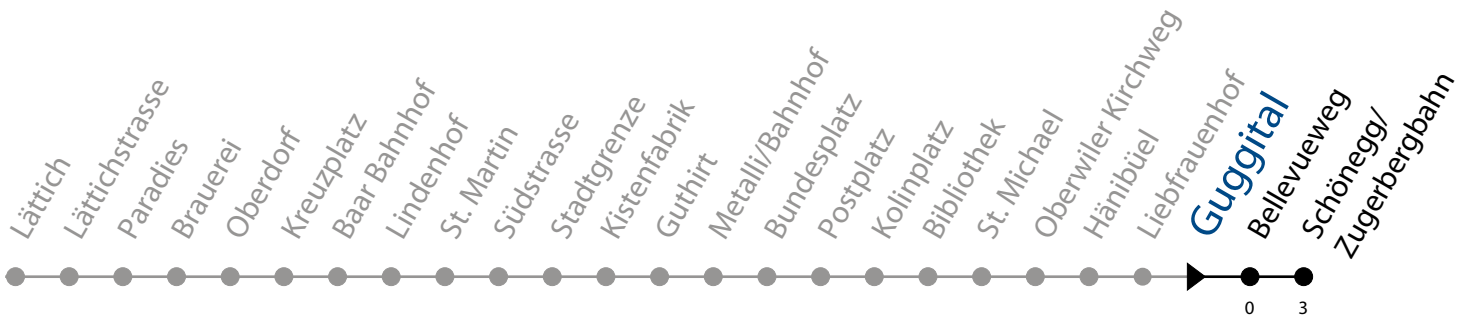 Lättich
Lättichstrasse
Paradies
Brauerei
Oberdorf
Kreuzplatz
Baar Bahnhof
Lindenhof
St. Martin
Südstrasse
Stadtgrenze
Kistenfabrik
Guthirt
Metalli/Bahnhof
Bundesplatz
Postplatz
Kolinplatz
Bibliothek
St. Michael
Oberwiler Kirchweg
Hänibüel
Liebfrauenhof
Guggital
Bellevueweg
Schönegg/
Zugerbergbahn
0 3